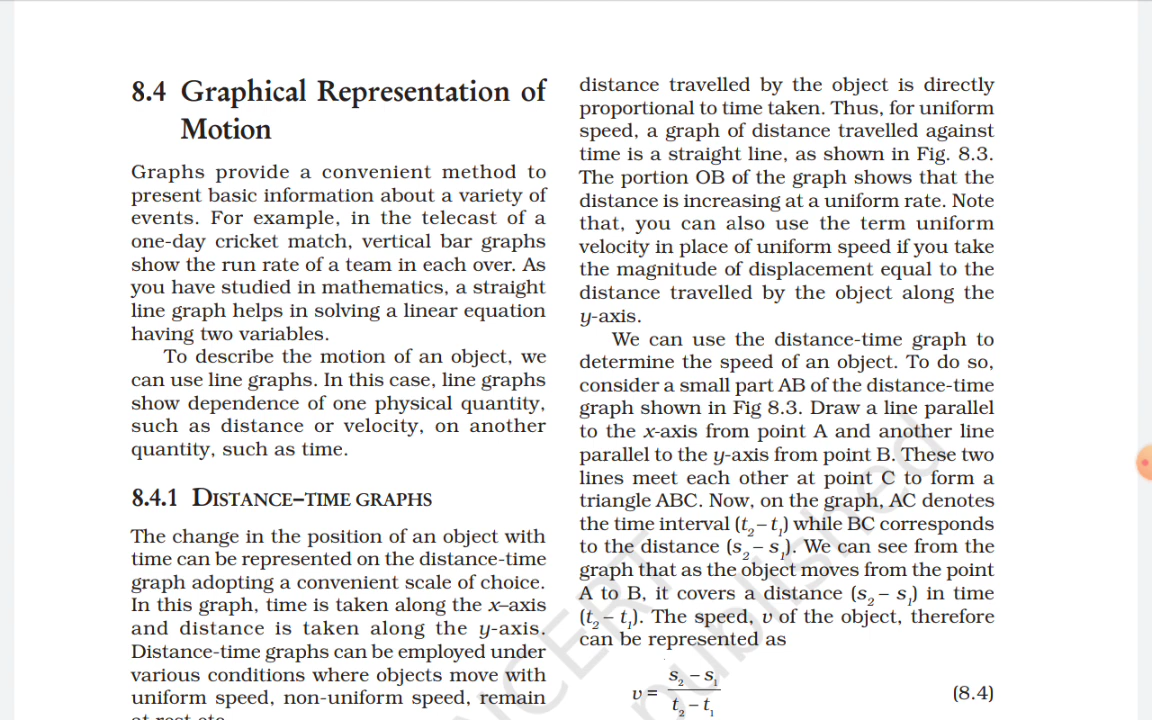 8.4 Graphical Representation of
Motion
Graphs provide a convenient method to
present basic information about a variety of
events. For example, in the telecast of a
one-day cricket match, vertical bar graphs
show the run rate of a team in each over. As
you have studied in mathematics, a straight
line graph helps in solving a linear equation
having two variables.
To describe the motion of an object, we
can use line graphs. In this case, line graphs
show dependence of one physical quantity,
such as distance or velocity, on another
quantity, such as time.
8.4.1 DISTANCE–TIME GRAPHS
The change in the position of an object with
time can be represented on the distance-time
graph adopting a convenient scale of choice.
In this graph, time is taken along the x–axis
and distance is taken along the y-axis.
Distance-time graphs can be employed under
various conditions where objects move with
uniform speed, non-uniform speed, remain
at rest etc.
distance travelled by the object is directly
proportional to time taken. Thus, for uniform
speed, a graph of distance travelled against
time is a straight line, as shown in Fig. 8.3.
The portion OB of the graph shows that the
distance is increasing at a uniform rate. Note
that, you can also use the term uniform
velocity in place of uniform speed if you take
the magnitude of displacement equal to the
distance travelled by the object along the
y-axis.
We can use the distance-time graph to
determine the speed of an object. To do so,
consider a small part AB of the distance-time
graph shown in Fig 8.3. Draw a line parallel
to the x-axis from point A and another line
parallel to the y-axis from point B. These two
lines meet each other at point C to form a
triangle ABC. Now, on the graph, AC denotes
the time interval (t₂ – t₁) while BC corresponds
to the distance (s₂ – s₁). We can see from the
graph that as the object moves from the point
A to B, it covers a distance (s₂ – s₁) in time
(t₂ – t₁). The speed, v of the object, therefore
can be represented as
v = (s₂ – s₁) / (t₂ – t₁) (8.4)
NCERT
published